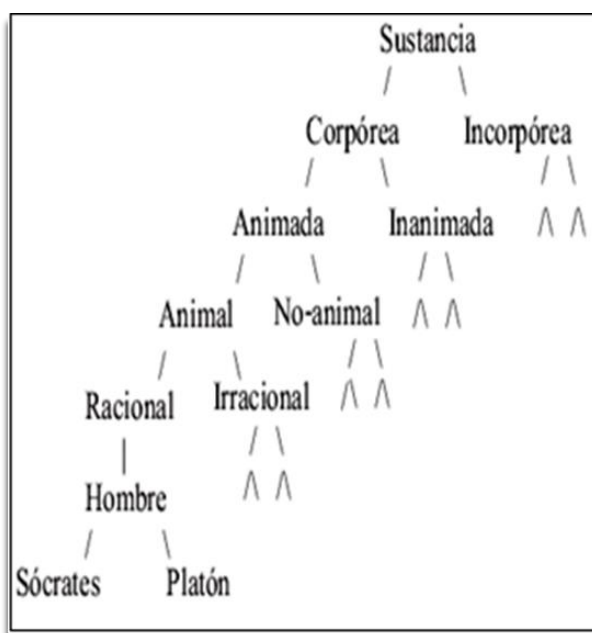 Sustancia
Corpórea Incorpórea
Animada Inanimada
Animal No-animal
Racional Irracional
Hombre
Sócrates Platón